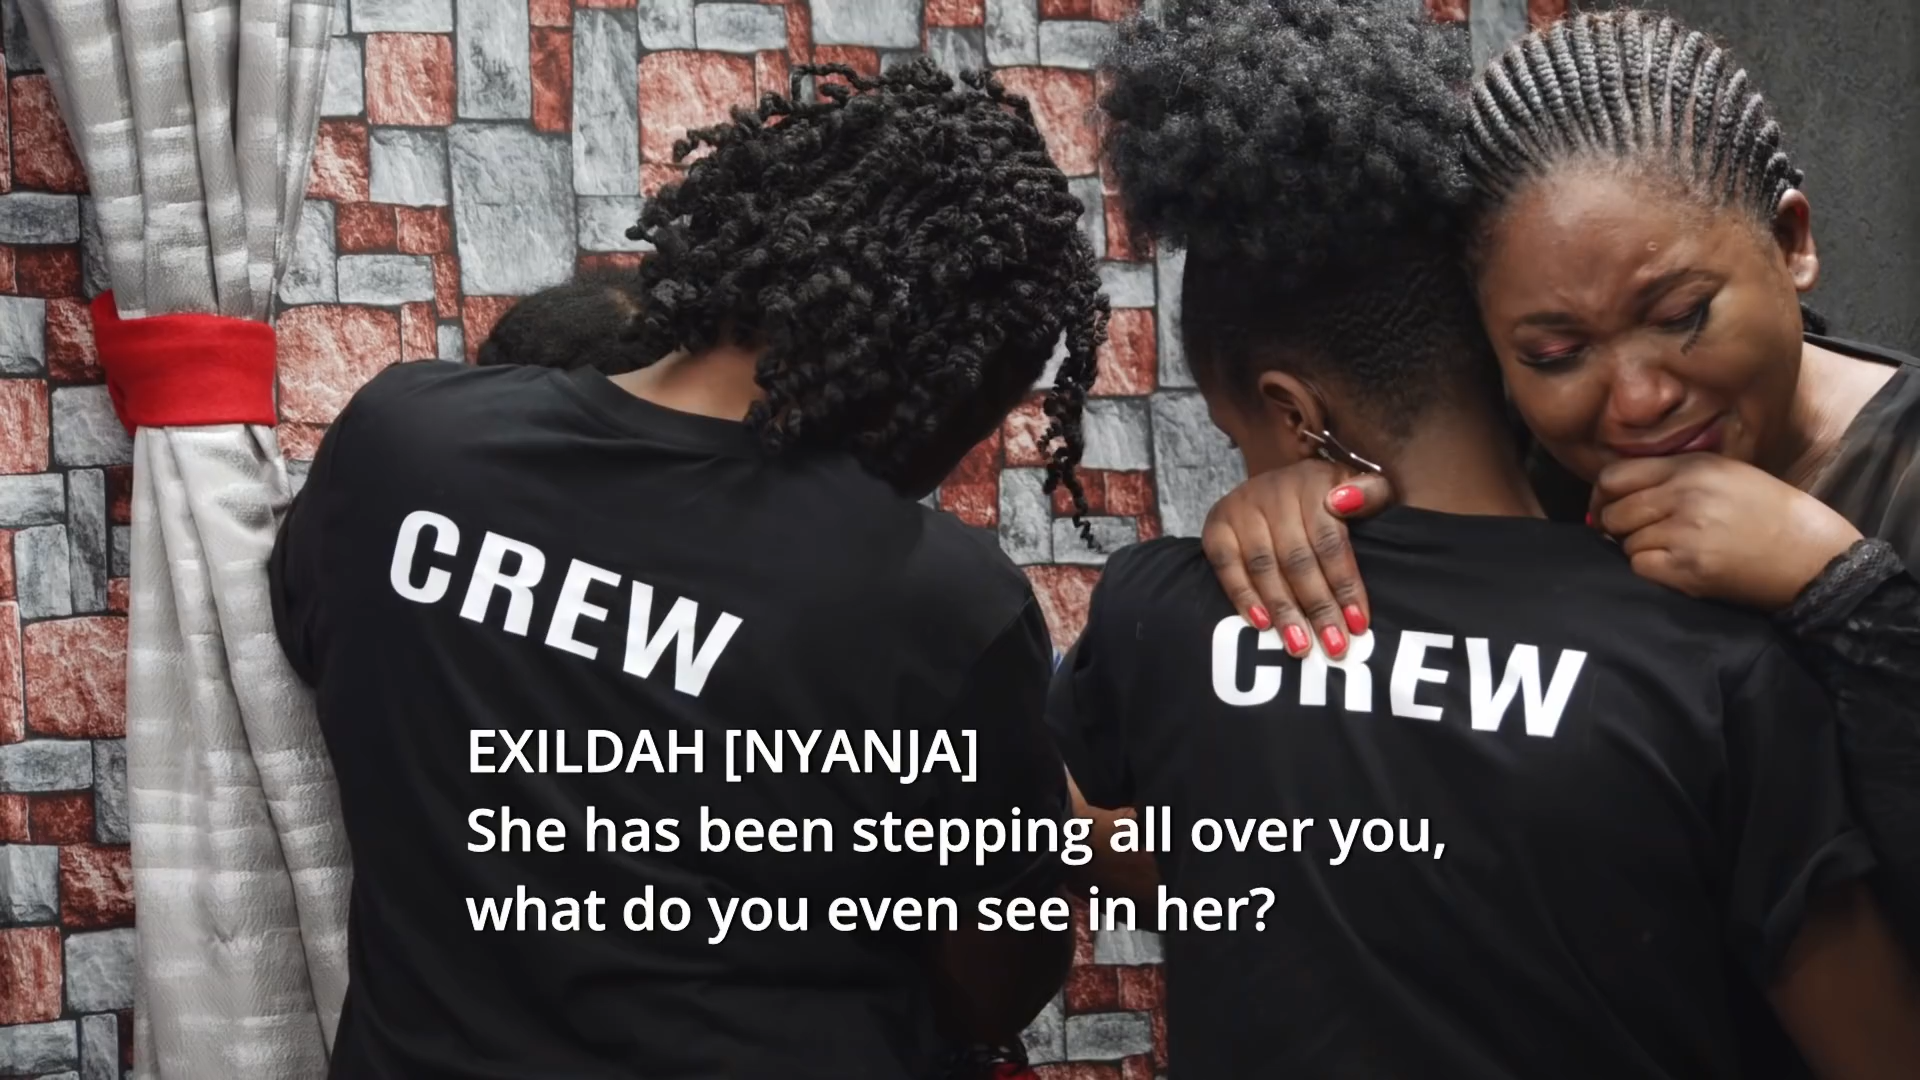 CREW
CREW
EXILDAH [NYANJA]
She has been stepping all over you,
what do you even see in her?